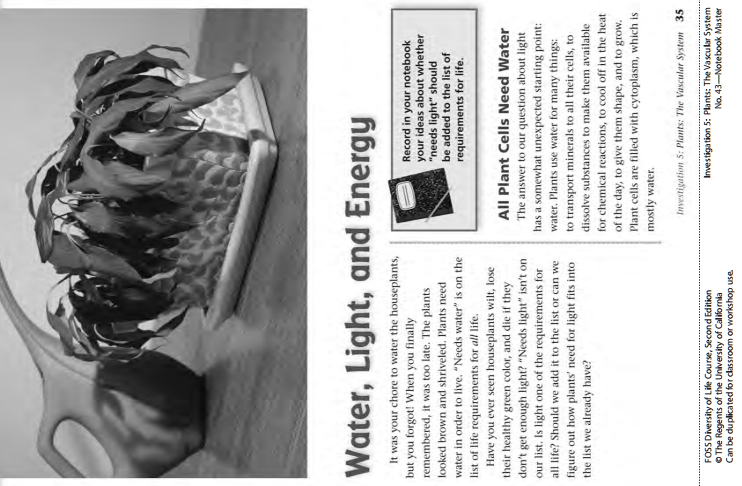 Water, Light, and Energy
It was your chore to water the houseplants,
but you forgot! When you finally
remembered, it was too late. The plants
looked brown and shriveled. Plants need
water in order to live. “Needs water” is on the
list of life requirements for all life.
Have you ever seen houseplants wilt, lose
their healthy green color, and die if they
don’t get enough light? “Needs light” isn’t on
our list. Is light one of the requirements for
all life? Should we add it to the list or can we
figure out how plants’ need for light fits into
the list we already have?
Record in your notebook
your ideas about whether
“needs light” should
be added to the list of
requirements for life.
All Plant Cells Need Water
The answer to our question about light
has a somewhat unexpected starting point:
water. Plants use water for many things:
to transport minerals to all their cells, to
dissolve substances to make them available
for chemical reactions, to cool off in the heat
of the day, to give them shape, and to grow.
Plant cells are filled with cytoplasm, which is
mostly water.
Investigation 5: Plants: The Vascular System 35
FOSS Diversity of Life Course, Second Edition
© The Regents of the University of California
Can be duplicated for classroom or workshop use.
Investigation 5: Plants: The Vascular System
No. 43—Notebook Master